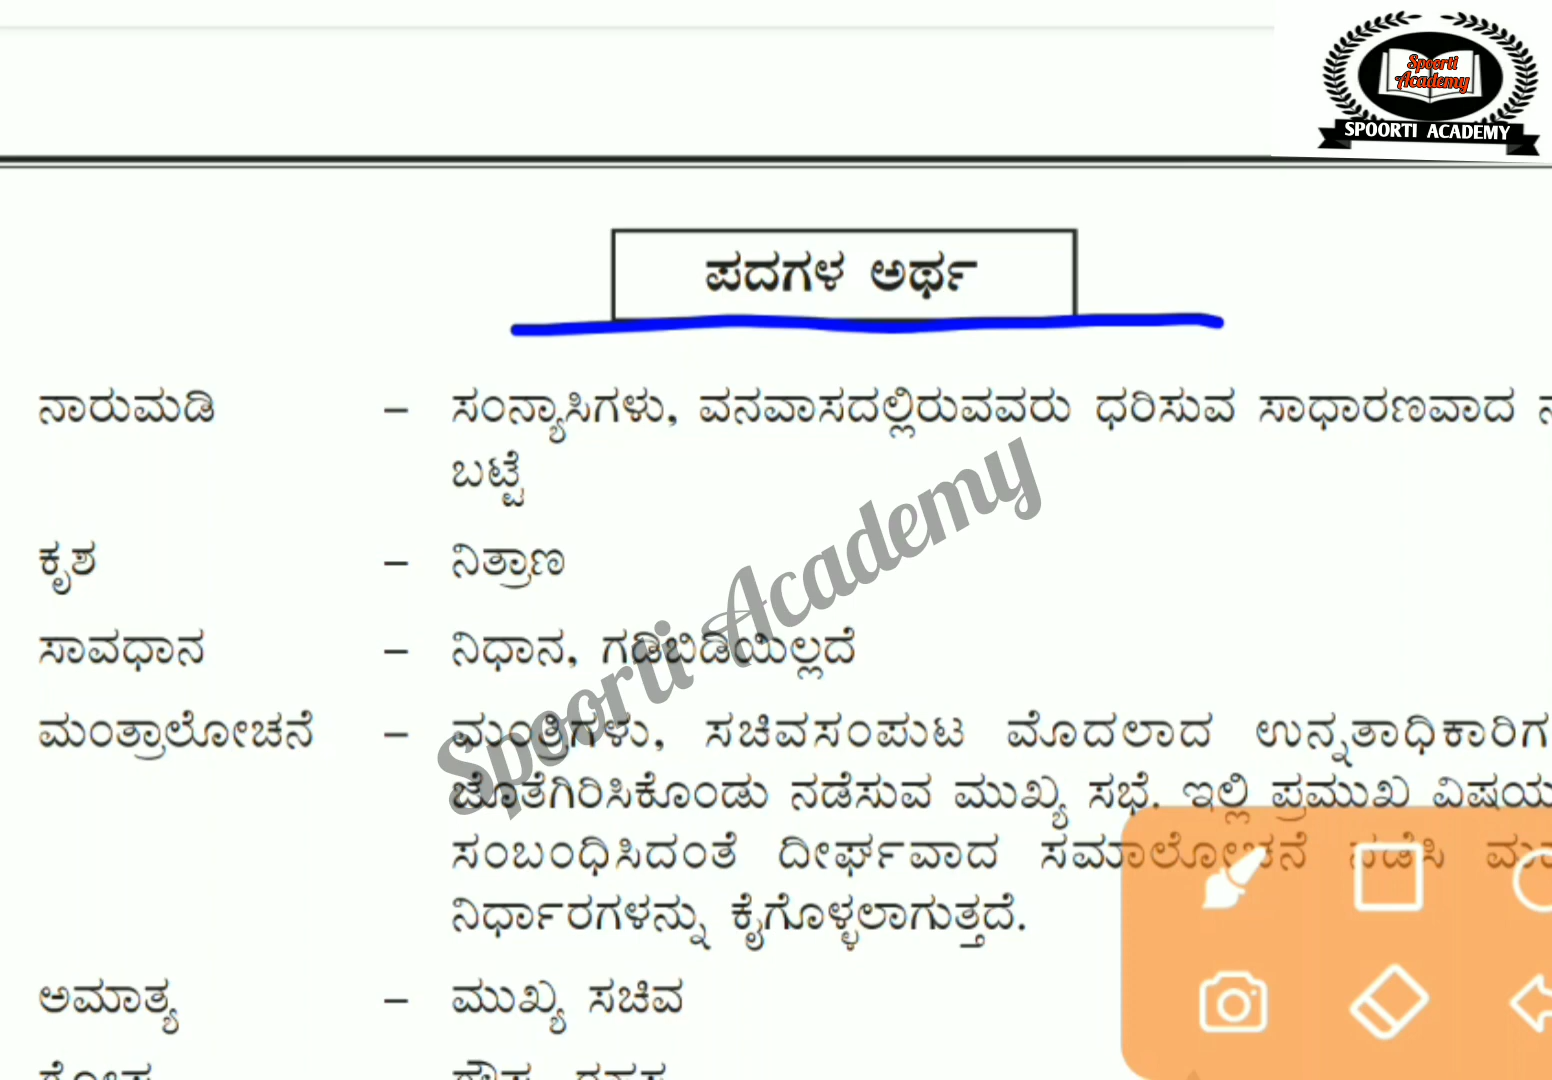 Spoorti
Academy
SPOORTI ACADEMY
ಪದಗಳ ಅರ್ಥ
ನಾರುಮಡಿ – ಸಂನ್ಯಾಸಿಗಳು, ವನವಾಸದಲ್ಲಿರುವವರು ಧರಿಸುವ ಸಾಧಾರಣವಾದ
ಬಟ್ಟೆ
ಕೃಶ – ನಿತ್ರಾಣ
ಸಾವಧಾನ – ನಿಧಾನ, ಗಡಿಬಿಡಿಯಿಲ್ಲದೆ
ಮಂತ್ರಾಲೋಚನೆ – ಮಂತ್ರಿಗಳು, ಸಚಿವಸಂಪುಟ ಮೊದಲಾದ ಉನ್ನತಾಧಿಕಾರಿಗ
ಜೊತೆಗಿರಿಸಿಕೊಂಡು ನಡೆಸುವ ಮುಖ್ಯ ಸಭೆ. ಇಲ್ಲಿ ಪ್ರಮುಖ ವಿಷಯ
ಸಂಬಂಧಿಸಿದಂತೆ ದೀರ್ಘವಾದ ಸಮಾಲೋಚನೆ ನಡೆಸಿ
ನಿರ್ಧಾರಗಳನ್ನು ಕೈಗೊಳ್ಳಲಾಗುತ್ತದೆ.
ಅಮಾತ್ಯ – ಮುಖ್ಯ ಸಚಿವ
Spoorti Academy